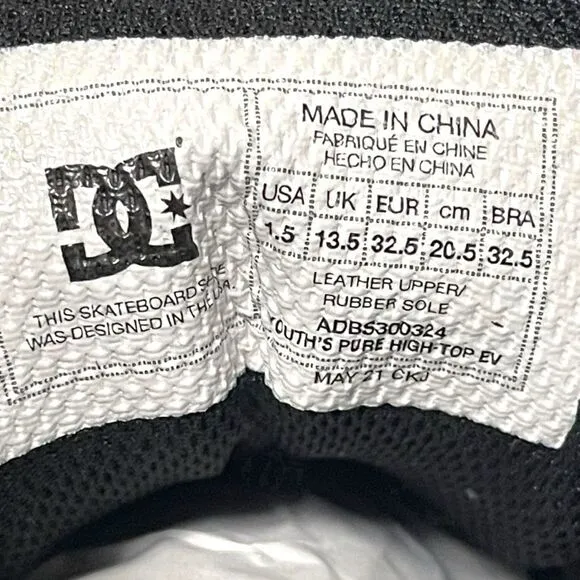 DC
®
THIS SKATEBOARD SHOE
WAS DESIGNED IN THE USA.
MADE IN CHINA
FABRIQUÉ EN CHINE
HECHO EN CHINA
USA UK EUR cm BRA
1.5 13.5 32.5 20.5 32.5
LEATHER UPPER/
RUBBER SOLE
ADBS300324
YOUTH'S PURE HIGH-TOP EV
MAY 21 CKJ